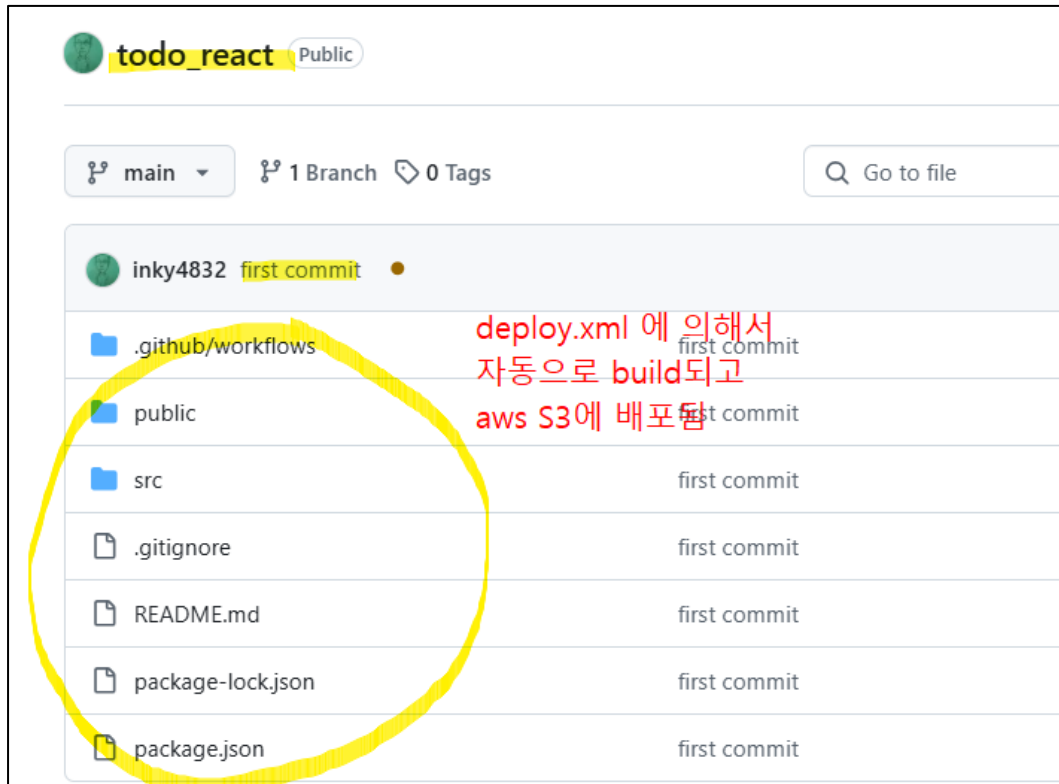 todo_react Public
main 1 Branch 0 Tags Go to file
inky4832 first commit
.github/workflows first commit
public first commit
src first commit
.gitignore first commit
README.md first commit
package-lock.json first commit
package.json first commit
deploy.xml 에 의해서
자동으로 build되고
aws S3에 배포됨